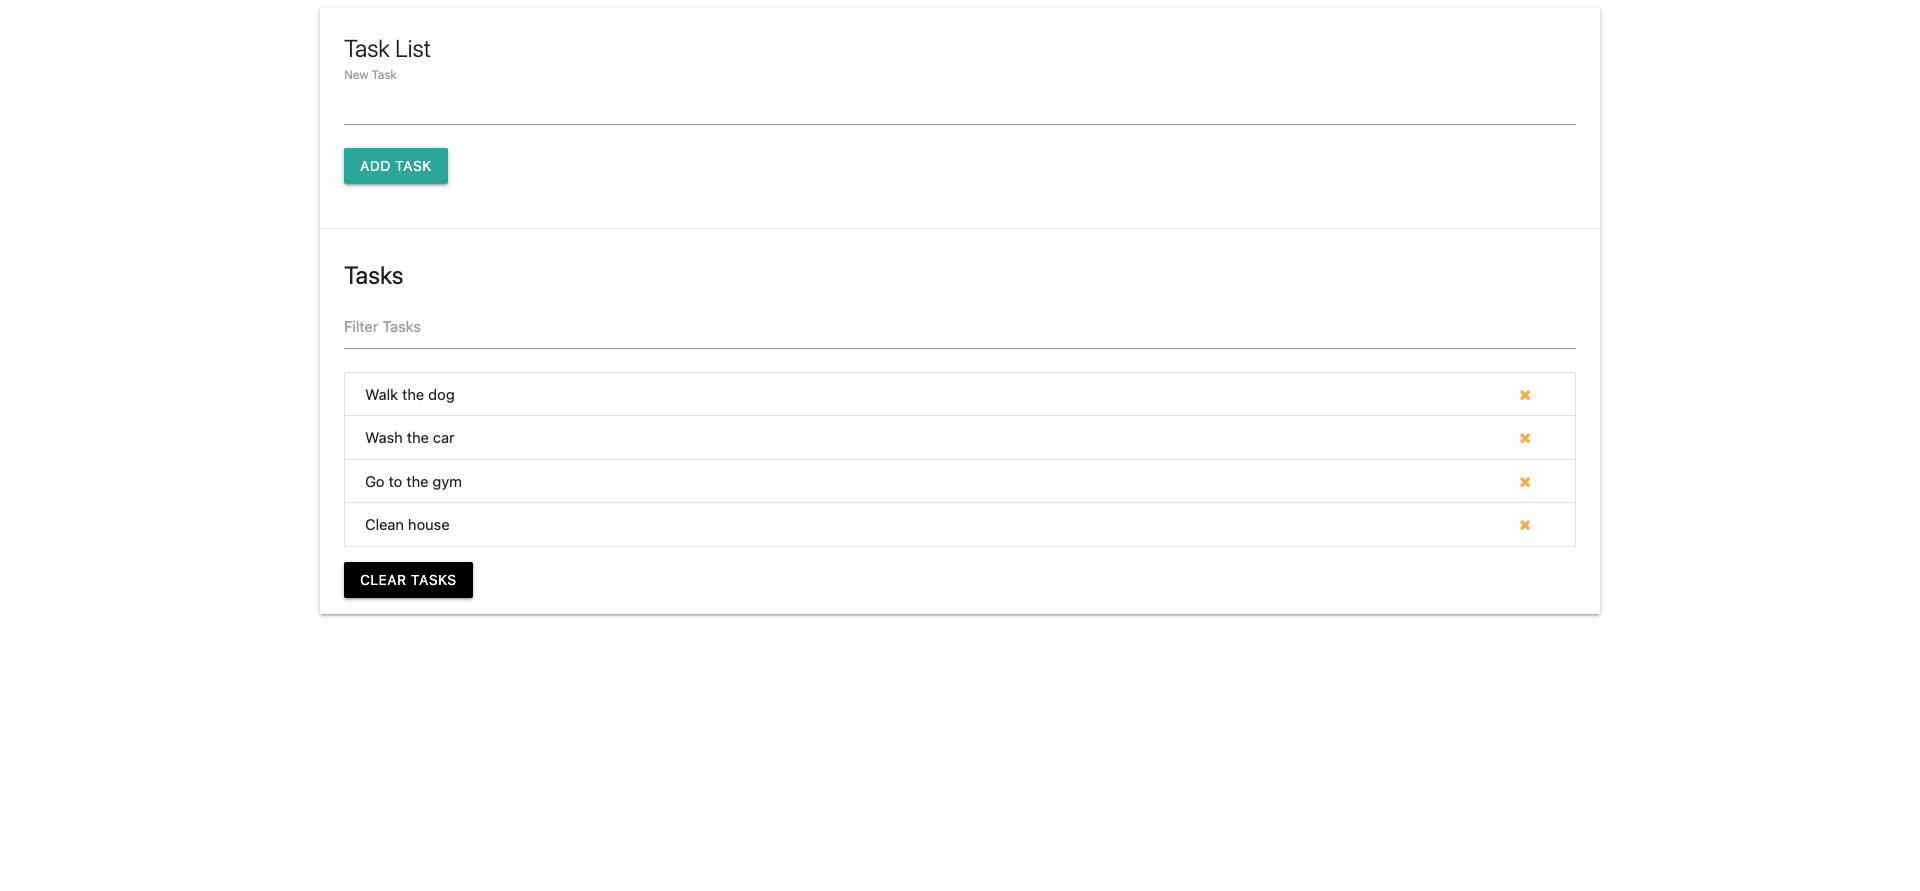 Task List
New Task
ADD TASK
Tasks
Filter Tasks
Walk the dog
Wash the car
Go to the gym
Clean house
CLEAR TASKS